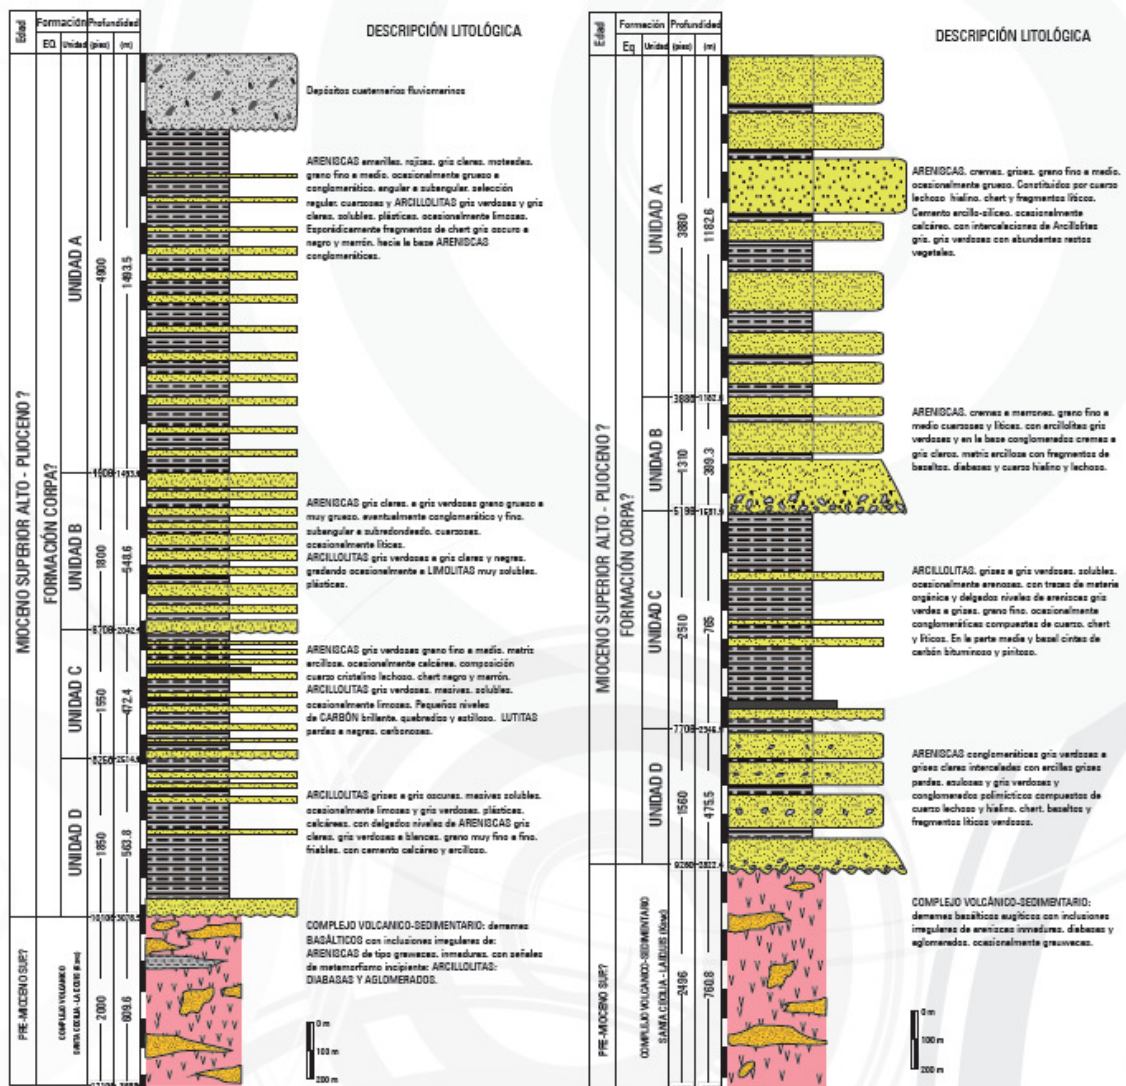 Edad
Formación
Profundidad
EQ.
Unidad
(pies)
(m)
DESCRIPCIÓN LITOLÓGICA
MIOCENO SUPERIOR ALTO - PLIOCENO ?
FORMACIÓN CORPA?
UNIDAD A
4900
1493.5
Depósitos cuaternarios fluviomarinos
ARENISCAS amarillas, rojizas, gris claras, moteadas,
grano fino a medio, ocasionalmente grueso a
conglomerático, angular a subangular, selección
regular, cuarzosas y ARCILLOLITAS gris verdosas y gris
claras, solubles, plásticas, ocasionalmente limosas.
Esporádicamente fragmentos de chert gris oscuro a
negro y marrón, hacia la base ARENISCAS
conglomeráticas.
UNIDAD B
1800
548.6
ARENISCAS gris claras, a gris verdosas grano grueso a
muy grueso, eventualmente conglomerático y fino,
subangular a subredondeado, cuarzosas,
ocasionalmente líticas.
ARCILLOLITAS gris verdosas a gris claras y negras,
gradando ocasionalmente a LIMOLITAS muy solubles,
plásticas.
UNIDAD C
1550
472.4
ARENISCAS gris verdosas grano fino a medio, matriz
arcillosa, ocasionalmente calcárea, composición
cuarzo cristalino lechoso, chert negro y marrón.
ARCILLOLITAS gris verdosas, masivas, solubles,
ocasionalmente limosas. Pequeños niveles
de CARBÓN brillante, quebradizo y astilloso. LUTITAS
pardas a negras, carbonosas.
UNIDAD D
1850
563.8
ARCILLOLITAS grises a gris oscuras, masivas solubles,
ocasionalmente limosas y gris verdosas, plásticas,
calcáreas, con delgados niveles de ARENISCAS gris
claras, gris verdosas a blancas, grano muy fino a fino,
friables, con cemento calcáreo y arcilloso.
PRE-MIOCENO SUP.?
COMPLEJO VOLCANICO
2000
609.6
COMPLEJO VOLCANICO-SEDIMENTARIO: derrames
BASÁLTICOS con inclusiones irregulares de:
ARENISCAS de tipo grawacas, inmaduras, con señales
de metamorfismo incipiente: ARCILLOLITAS:
DIABASAS Y AGLOMERADOS.
0 m
100 m
200 m
Edad
Formación
Profundidad
Eq
Unidad
(pies)
(m)
DESCRIPCIÓN LITOLÓGICA
MIOCENO SUPERIOR ALTO - PLIOCENO ?
FORMACIÓN CORPA?
UNIDAD A
3880
1182.6
ARENISCAS, cremas, grises, grano fino a medio,
ocasionalmente grueso. Constituidos por cuarzo
lechoso hialino, chert y fragmentos líticos.
Cemento arcillo-silíceo, ocasionalmente
calcáreo, con intercalaciones de Arcillolitas
gris, gris verdosas con abundantes restos
vegetales.
UNIDAD B
1310
399.3
ARENISCAS, cremas a marrones, grano fino a
medio cuarzosas y líticas, con arcillolitas gris
verdosas y en la base conglomerados cremas a
gris claros, matriz arcillosa con fragmentos de
basaltos, diabasas y cuarzo hialino y lechoso.
UNIDAD C
2510
765
ARCILLOLITAS, grises a gris verdosas, solubles,
ocasionalmente arenosas, con trazas de materia
orgánica y delgados niveles de areniscas gris
verdes a grises, grano fino, ocasionalmente
conglomeráticas compuestas de cuarzo, chert
y líticos. En la parte media y basal cintas de
carbón bituminoso y piritoso.
UNIDAD D
1560
475.5
ARENISCAS conglomeráticas gris verdosas a
grises claras intercaladas con arcillas grises
pardas, azulosas y gris verdosas y
conglomerados polimícticos compuestos de
cuarzo lechoso y hialino, chert, basaltos y
fragmentos líticos verdosos.
PRE-MIOCENO SUP.?
COMPLEJO VOLCÁNICO-SEDIMENTARIO
2496
760.8
COMPLEJO VOLCÁNICO-SEDIMENTARIO:
derrames basálticos augíticos con inclusiones
irregulares de areniscas inmaduras, diabasas y
aglomerados, ocasionalmente grauwacas.
0 m
100 m
200 m